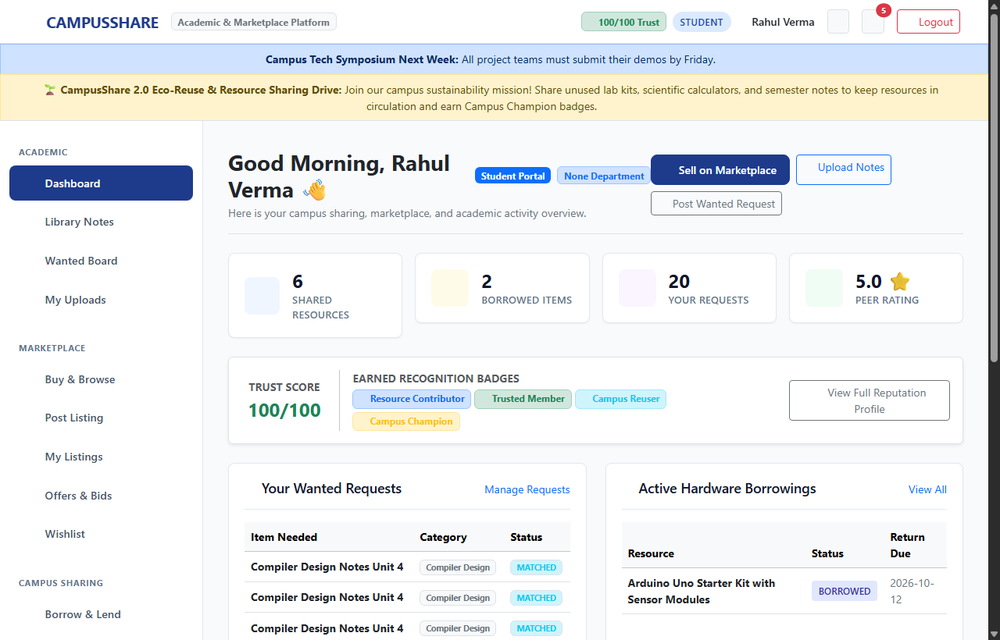 CAMPUSSHARE
Academic & Marketplace Platform
100/100 Trust
STUDENT
Rahul Verma
5
Logout
Campus Tech Symposium Next Week: All project teams must submit their demos by Friday.
🌱 CampusShare 2.0 Eco-Reuse & Resource Sharing Drive: Join our campus sustainability mission! Share unused lab kits, scientific calculators, and semester notes to keep resources in
circulation and earn Campus Champion badges.
ACADEMIC
Dashboard
Library Notes
Wanted Board
My Uploads
MARKETPLACE
Buy & Browse
Post Listing
My Listings
Offers & Bids
Wishlist
CAMPUS SHARING
Borrow & Lend
Good Morning, Rahul
Verma 👋
Student Portal
None Department
Here is your campus sharing, marketplace, and academic activity overview.
Sell on Marketplace
Upload Notes
Post Wanted Request
6
SHARED
RESOURCES
2
BORROWED ITEMS
20
YOUR REQUESTS
5.0 ⭐
PEER RATING
TRUST SCORE
100/100
EARNED RECOGNITION BADGES
Resource Contributor
Trusted Member
Campus Reuser
Campus Champion
View Full Reputation
Profile
Your Wanted Requests
Manage Requests
Item Needed Category Status
Compiler Design Notes Unit 4 Compiler Design MATCHED
Compiler Design Notes Unit 4 Compiler Design MATCHED
Compiler Design Notes Unit 4 Compiler Design MATCHED
Active Hardware Borrowings
View All
Resource Status Return
Due
Arduino Uno Starter Kit with
Sensor Modules
BORROWED
2026-10-
12